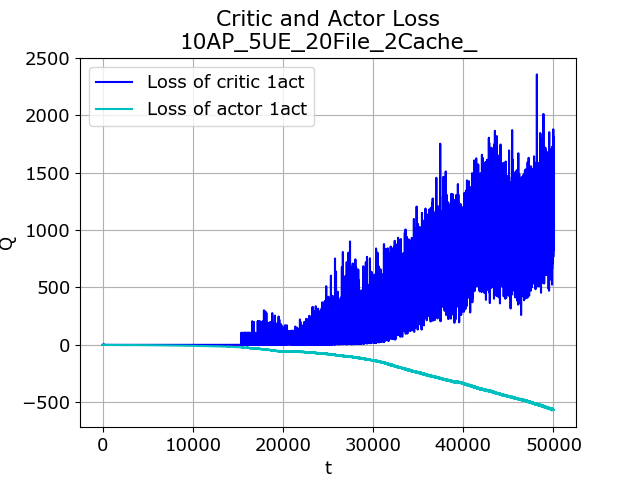 Critic and Actor Loss
10AP_5UE_20File_2Cache_
Loss of critic 1act
Loss of actor 1act
2500
2000
1500
1000
500
0
−500
Q
0
10000
20000
30000
40000
50000
t